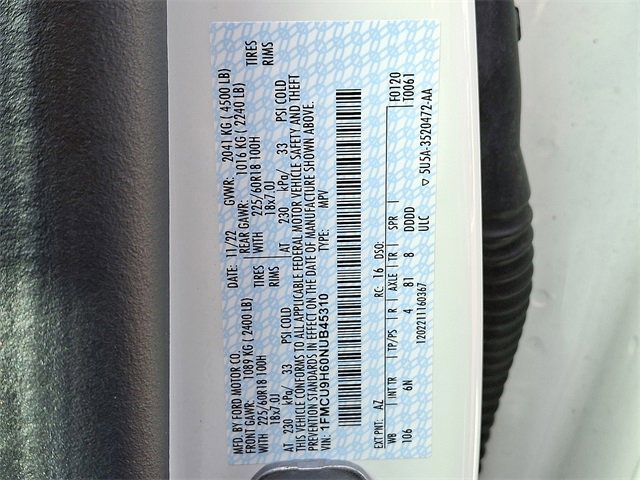 MFD. BY FORD MOTOR CO. DATE: 11/22 GVWR: 2041 KG ( 4500 LB)
FRONT GAWR: 1089 KG ( 2400 LB) REAR GAWR: 1016 KG ( 2240 LB)
WITH 225/60R18 100H TIRES WITH 225/60R18 100H TIRES
18x7.0J RIMS 18x7.0J RIMS
AT 230 kPa/ 33 PSI COLD AT 230 kPa/ 33 PSI COLD
THIS VEHICLE CONFORMS TO ALL APPLICABLE FEDERAL MOTOR VEHICLE SAFETY AND THEFT
PREVENTION STANDARDS IN EFFECT ON THE DATE OF MANUFACTURE SHOWN ABOVE.
VIN: 1FMCU9H60NUB45310 TYPE: MPV
EXT PNT: AZ RC: 16 DSO: F0120
WB INT TR TP/PS R AXLE TR SPR T0061
106 6N 4 81 8 DDDD
1202211160367 ULC ▽ 5U5A-3520472-AA